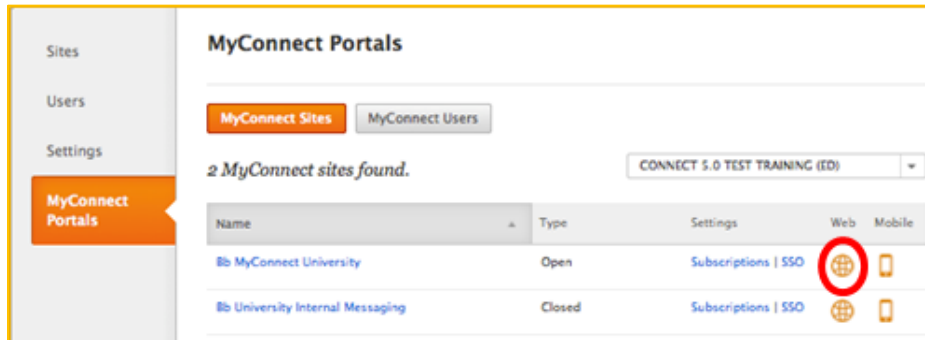 Sites
Users
Settings
MyConnect
Portals
MyConnect Portals
MyConnect Sites MyConnect Users
2 MyConnect sites found. CONNECT 5.0 TEST TRAINING (ED)
Name Type Settings Web Mobile
Bb MyConnect University Open Subscriptions | SSO
Bb University Internal Messaging Closed Subscriptions | SSO